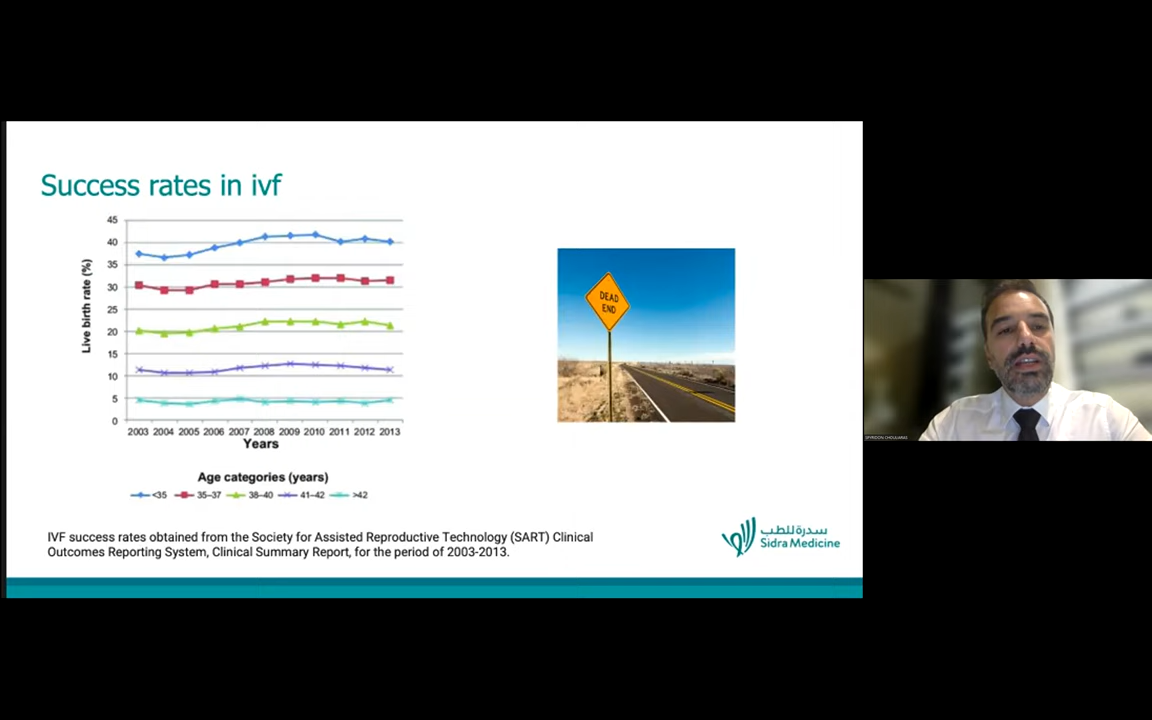 Success rates in ivf
45
40
35
30
25
20
15
10
5
0
Live birth rate (%)
2003 2004 2005 2006 2007 2008 2009 2010 2011 2012 2013
Years
Age categories (years)
<35 35–37 38–40 41–42 >42
DEAD
END
IVF success rates obtained from the Society for Assisted Reproductive Technology (SART) Clinical
Outcomes Reporting System, Clinical Summary Report, for the period of 2003-2013.
سدرة للطب
Sidra Medicine
SPYRIDON CHOULIARAS